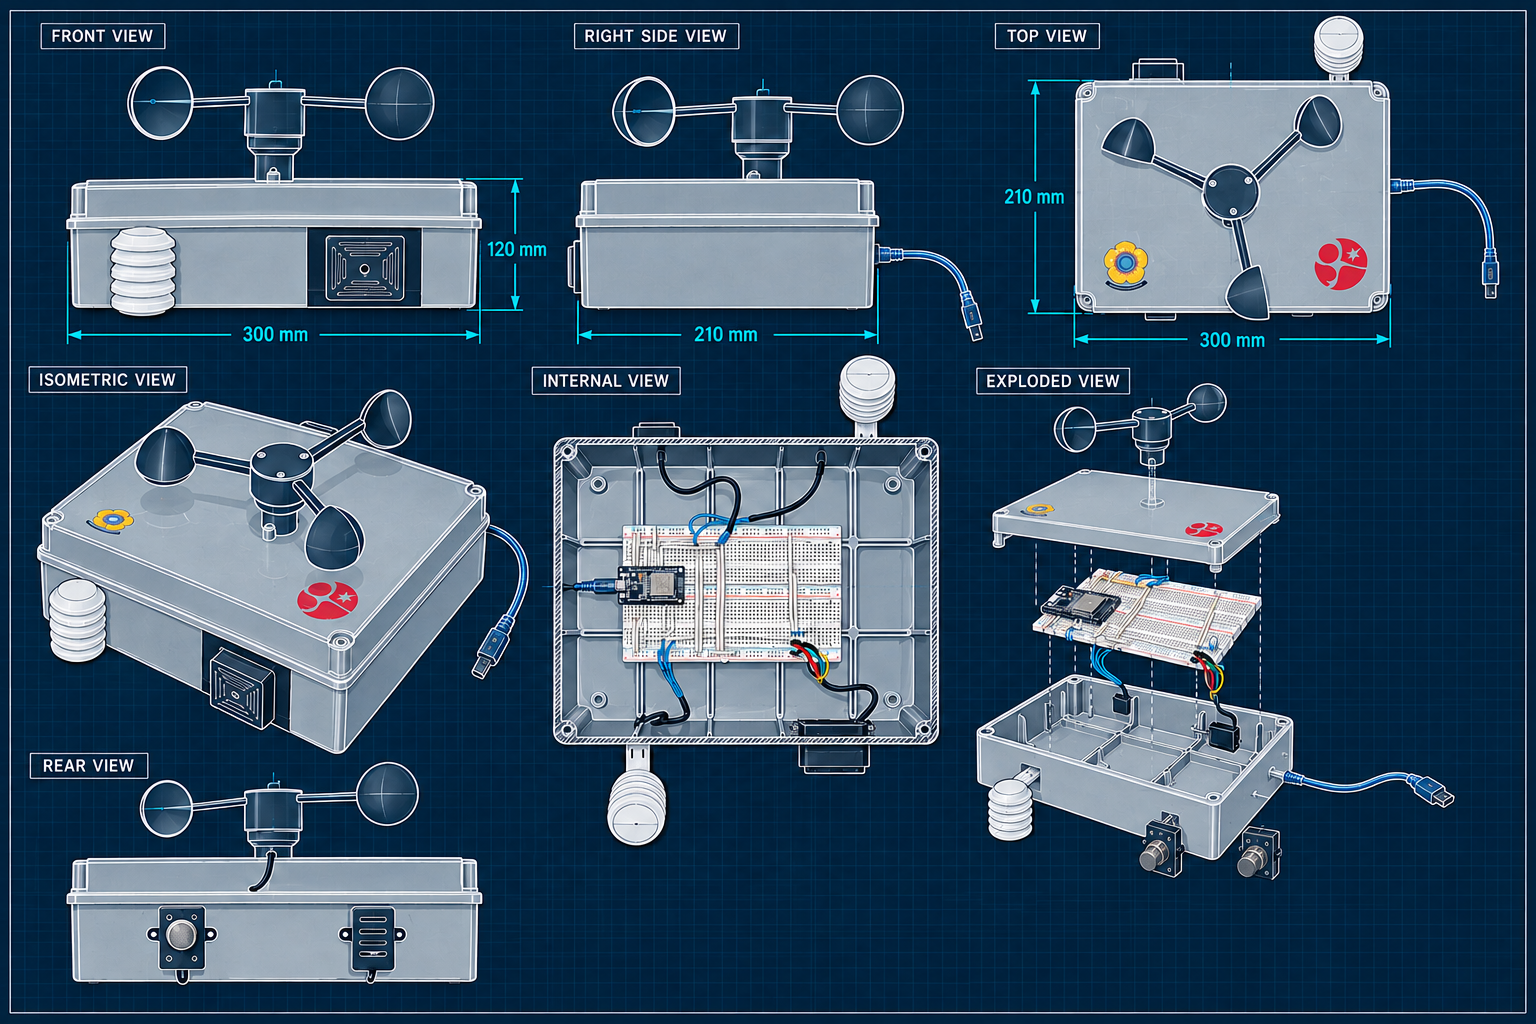 FRONT VIEW
RIGHT SIDE VIEW
TOP VIEW
120 mm
210 mm
300 mm
210 mm
300 mm
ISOMETRIC VIEW
INTERNAL VIEW
EXPLODED VIEW
REAR VIEW